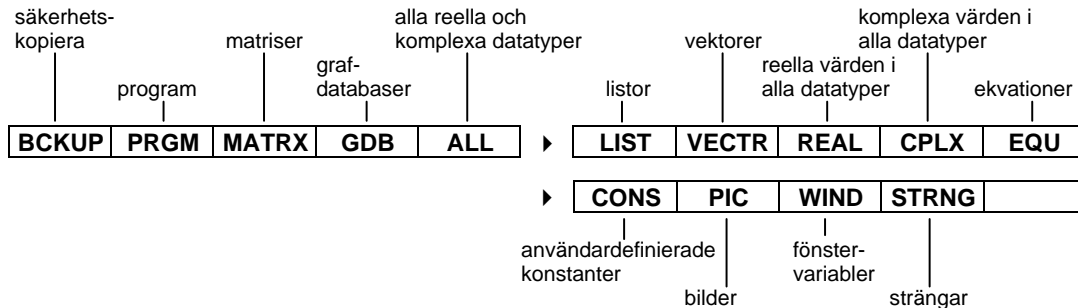 säkerhets-
kopiera
alla reella och
komplexa datatyper
komplexa värden i
alla datatyper
matriser
vektorer
graf-
databaser
reella värden i
alla datatyper
program
listor
ekvationer
BCKUP PRGM MATRX GDB ALL ▶ LIST VECTR REAL CPLX EQU
▶ CONS PIC WIND STRNG
användardefinierade
konstanter
fönster-
variabler
bilder
strängar